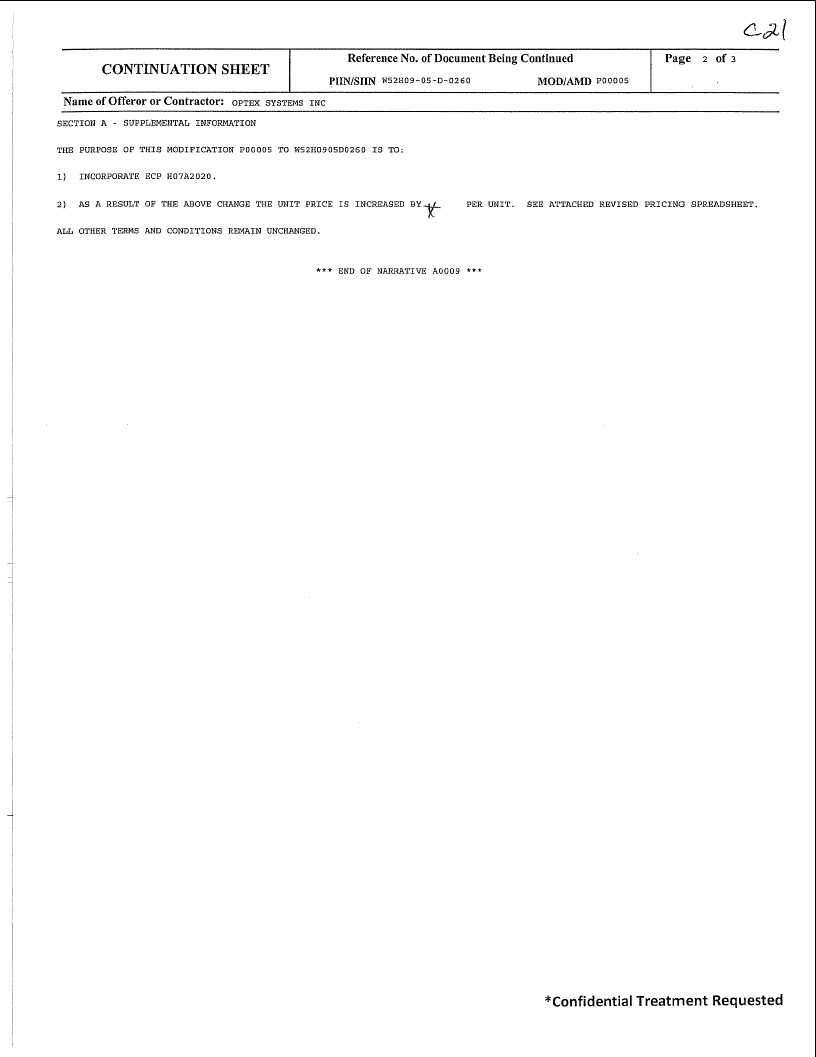 C21
CONTINUATION SHEET
Reference No. of Document Being Continued
PIIN/SIIN W52H09-05-D-0260 MOD/AMD P00005
Page 2 of 3
Name of Offeror or Contractor: OPTEX SYSTEMS INC
SECTION A - SUPPLEMENTAL INFORMATION
THE PURPOSE OF THIS MODIFICATION P00005 TO W52H0905D0260 IS TO:
1) INCORPORATE ECP H07A2020.
2) AS A RESULT OF THE ABOVE CHANGE THE UNIT PRICE IS INCREASED BY * PER UNIT. SEE ATTACHED REVISED PRICING SPREADSHEET.
ALL OTHER TERMS AND CONDITIONS REMAIN UNCHANGED.
*** END OF NARRATIVE A0009 ***
*Confidential Treatment Requested